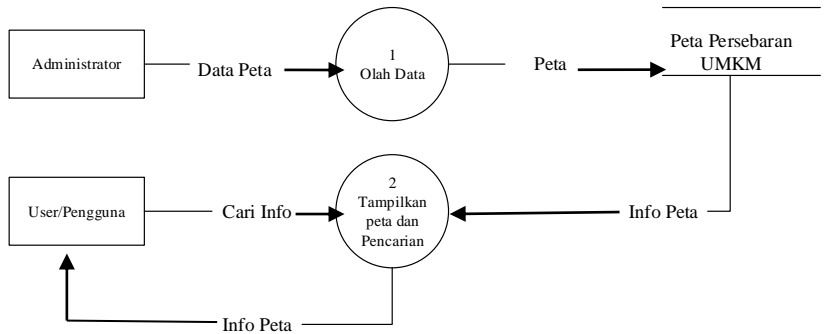 Administrator
Data Peta
1
Olah Data
Peta
Peta Persebaran
UMKM
User/Pengguna
Cari Info
2
Tampilkan
peta dan
Pencarian
Info Peta
Info Peta